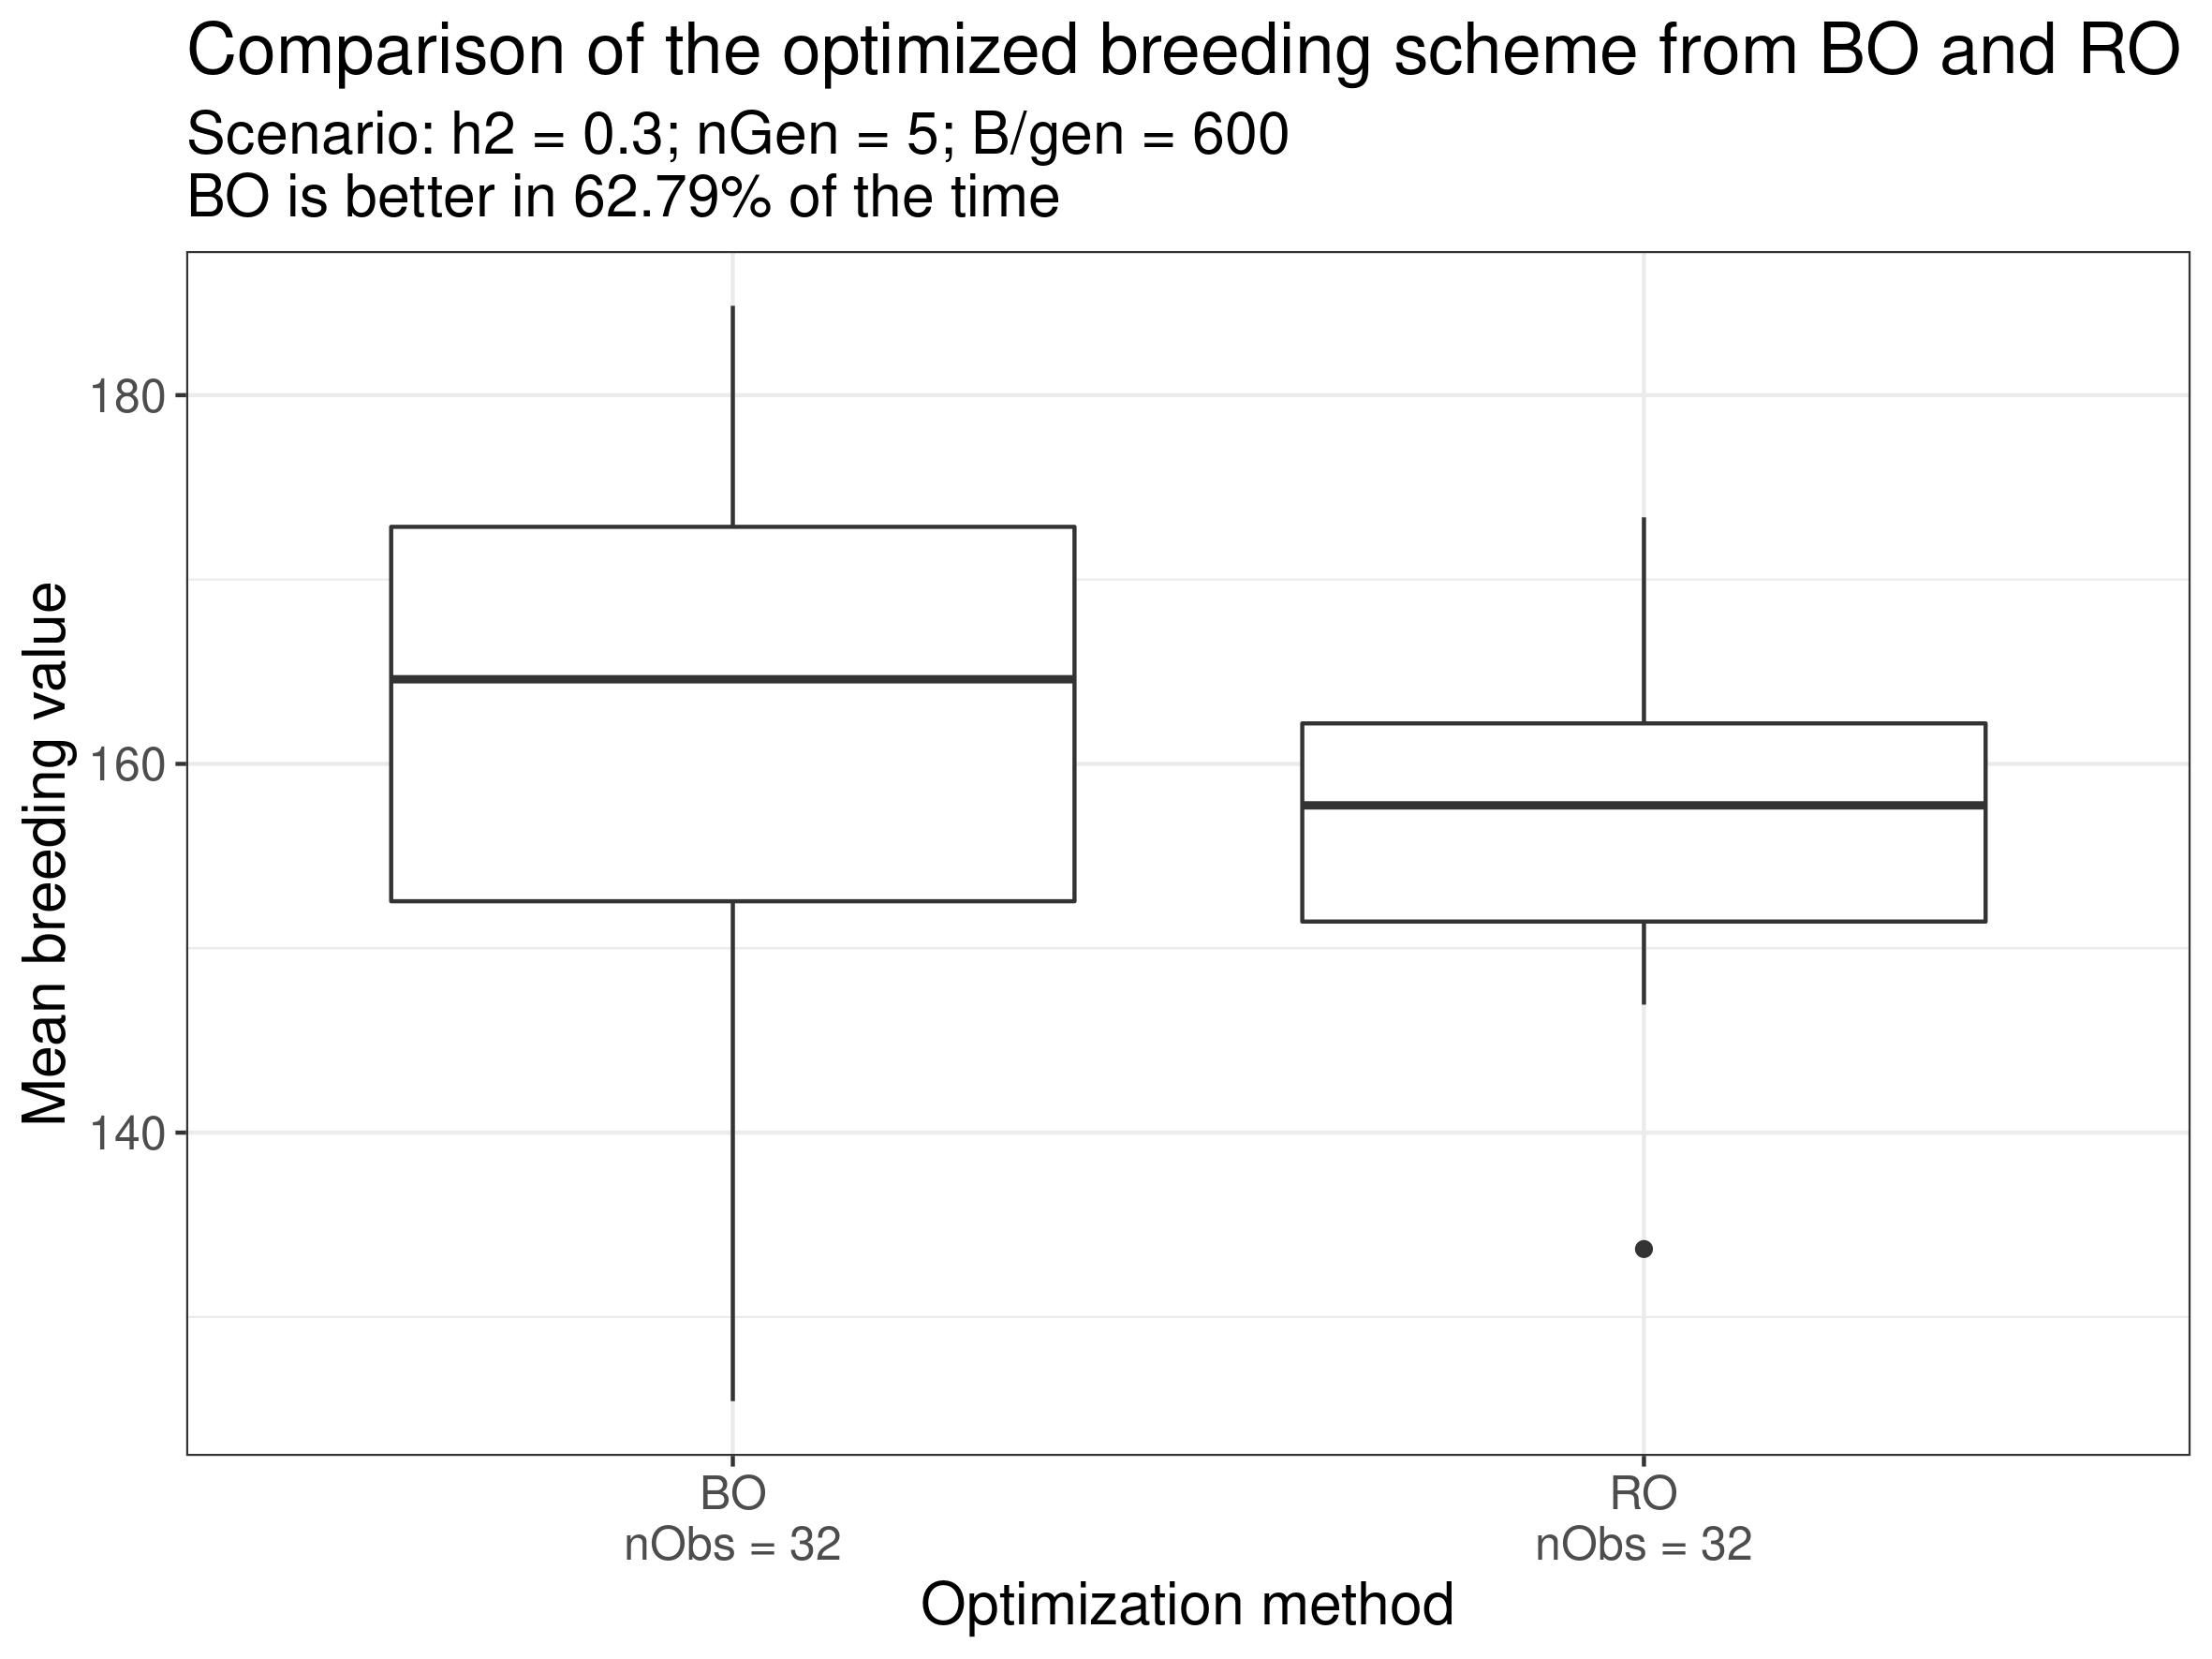 Comparison of the optimized breeding scheme from BO and RO
Scenario: h2 = 0.3; nGen = 5; B/gen = 600
BO is better in 62.79% of the time
Mean breeding value
180
160
140
BO
nObs = 32
RO
nObs = 32
Optimization method